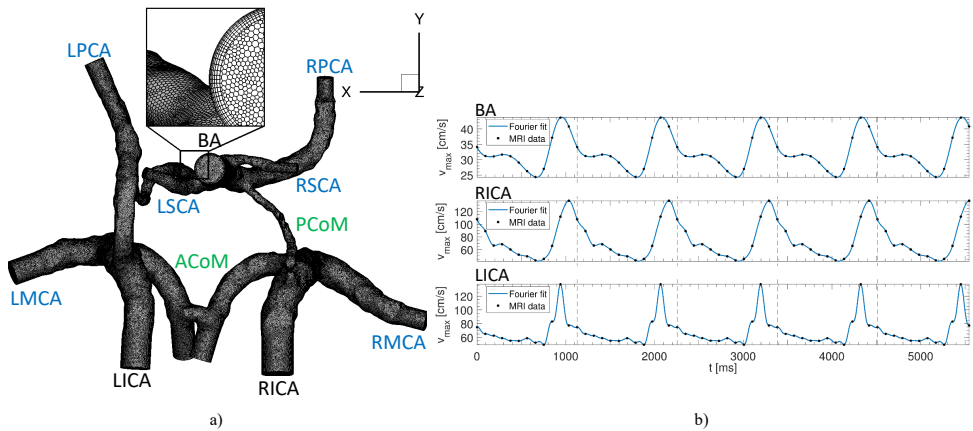 LPCA
RPCA
Y
X
Z
BA
LSCA
RSCA
PCoM
ACoM
LMCA
RMCA
LICA
RICA
a)
BA
v_max [cm/s]
40
35
30
25
Fourier fit
MRI data
RICA
v_max [cm/s]
120
100
80
60
Fourier fit
MRI data
LICA
v_max [cm/s]
120
100
80
60
Fourier fit
MRI data
0 1000 2000 3000 4000 5000
t [ms]
b)